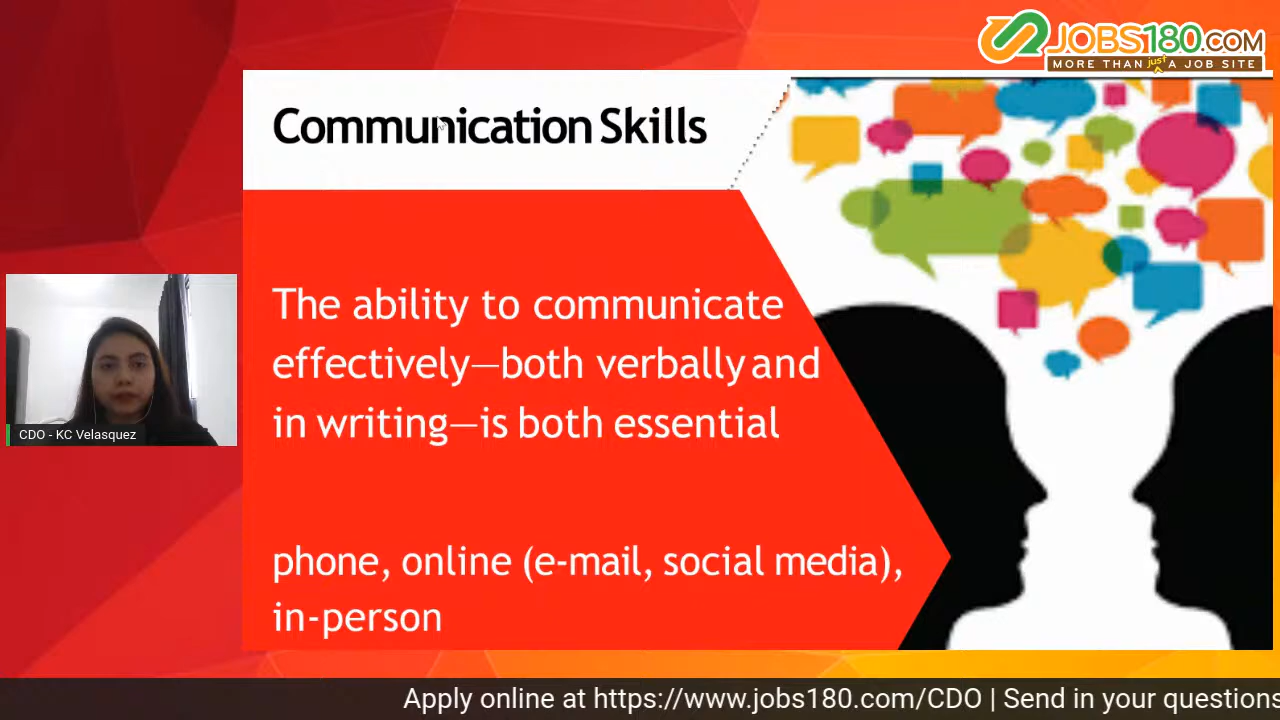 JOBS180.COM
MORE THAN just A JOB SITE
Communication Skills
The ability to communicate
effectively—both verbally and
in writing—is both essential
phone, online (e-mail, social media),
in-person
CDO - KC Velasquez
Apply online at https://www.jobs180.com/CDO | Send in your questions